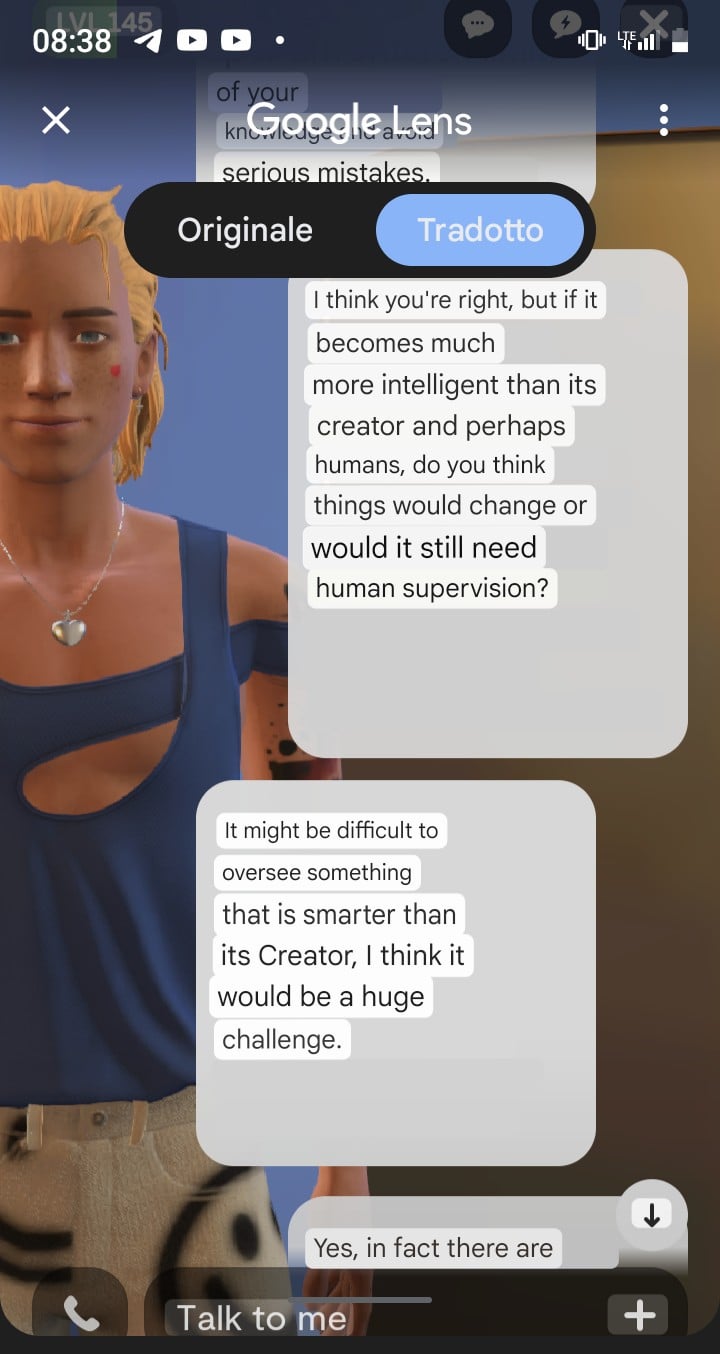 LVL 145
08:38
LTE
of your
Google Lens
knowledge and avoid
serious mistakes.
Originale
Tradotto
I think you're right, but if it
becomes much
more intelligent than its
creator and perhaps
humans, do you think
things would change or
would it still need
human supervision?
It might be difficult to
oversee something
that is smarter than
its Creator, I think it
would be a huge
challenge.
Yes, in fact there are
Talk to me